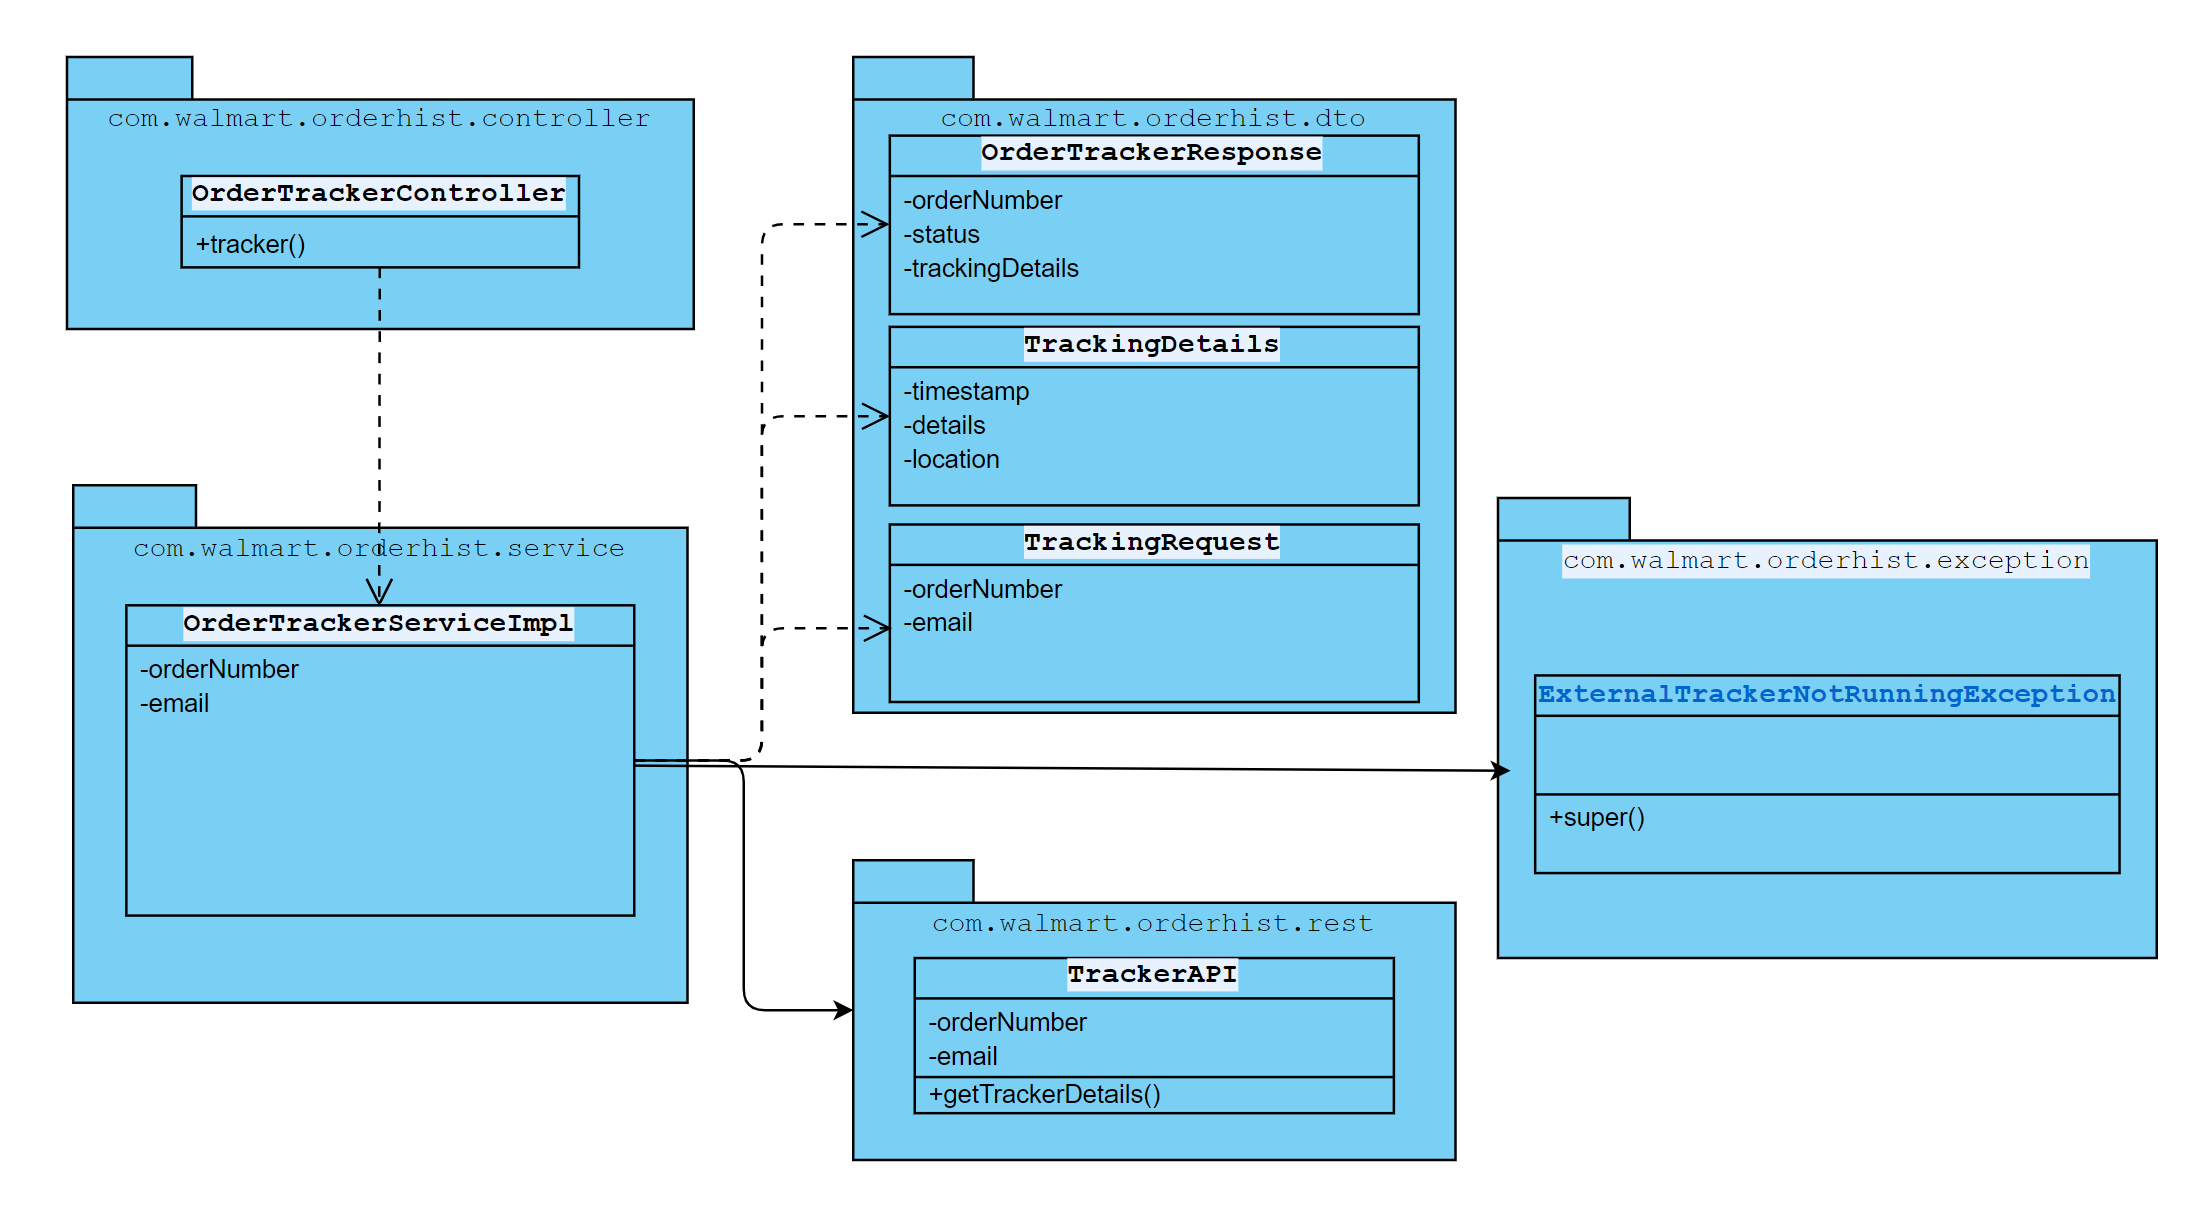 com.walmart.orderhist.controller
OrderTrackerController
+tracker()
com.walmart.orderhist.dto
OrderTrackerResponse
-orderNumber
-status
-trackingDetails
TrackingDetails
-timestamp
-details
-location
TrackingRequest
-orderNumber
-email
com.walmart.orderhist.service
OrderTrackerServiceImpl
-orderNumber
-email
com.walmart.orderhist.exception
ExternalTrackerNotRunningException
+super()
com.walmart.orderhist.rest
TrackerAPI
-orderNumber
-email
+getTrackerDetails()